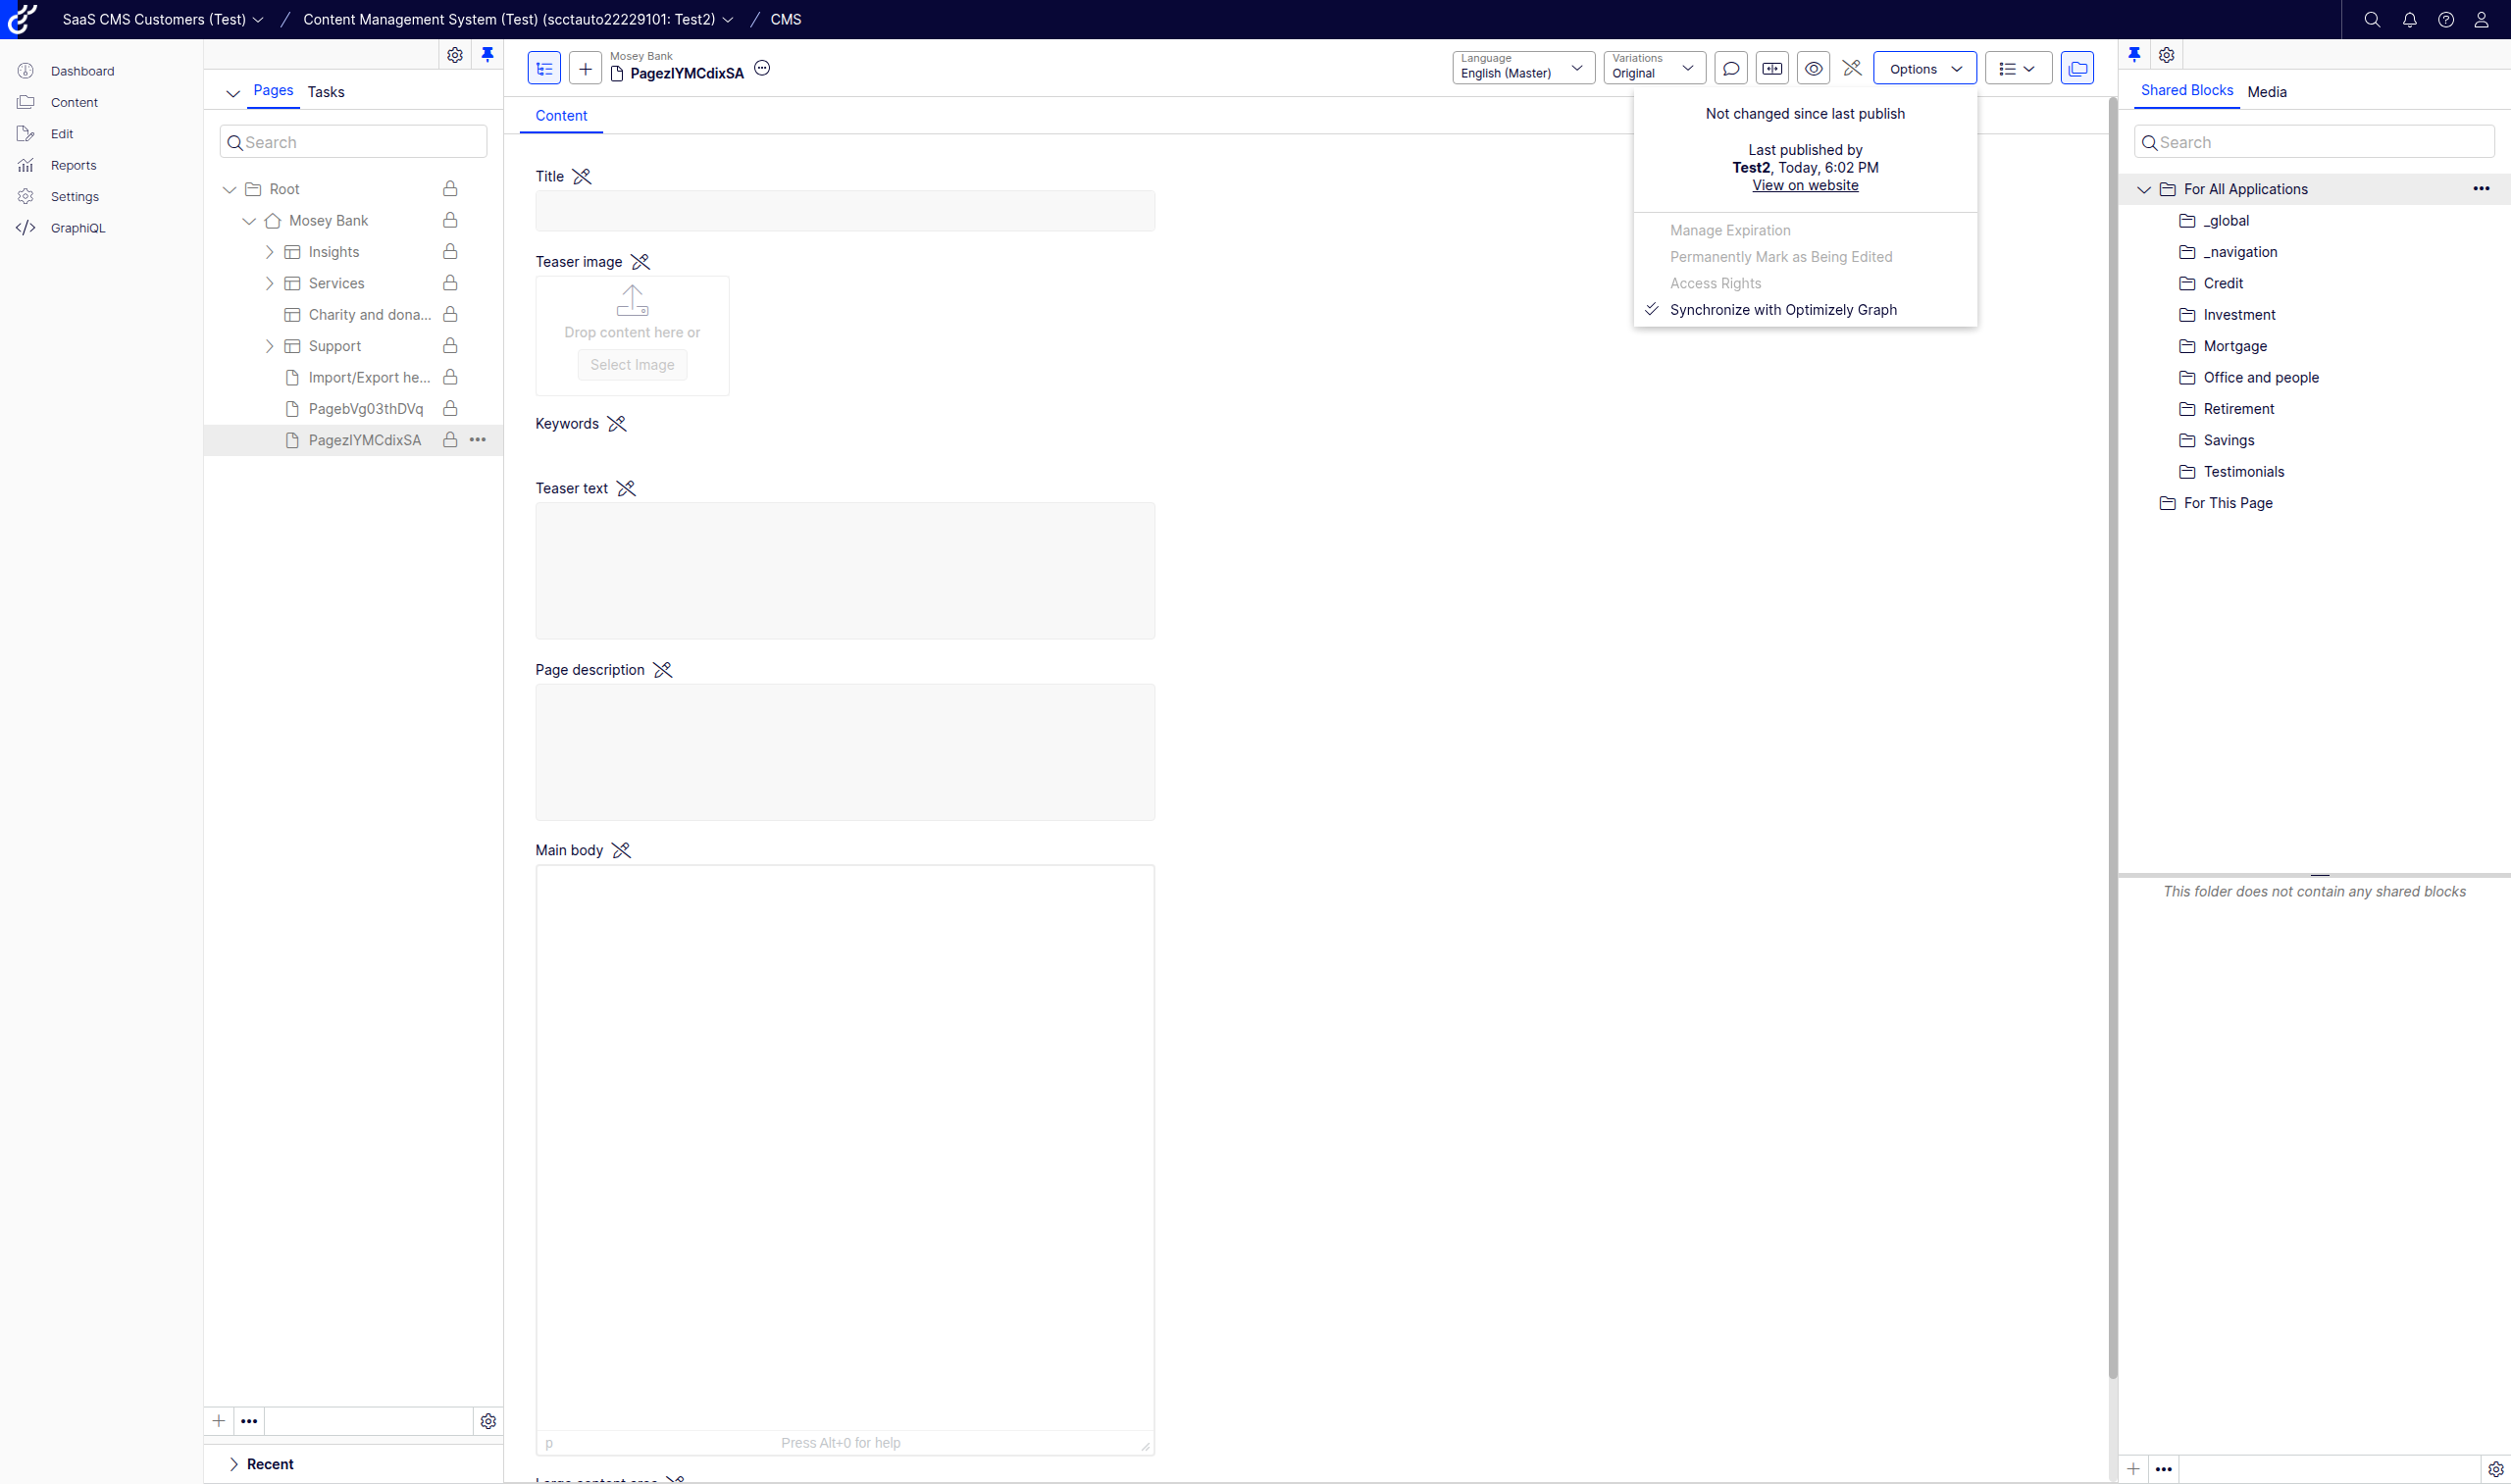 SaaS CMS Customers (Test) / Content Management System (Test) (scctauto22229101: Test2) / CMS
Dashboard
Content
Edit
Reports
Settings
GraphiQL
Pages Tasks
Search
Root
Mosey Bank
Insights
Services
Charity and dona...
Support
Import/Export he...
PagebVg03thDVq
PagezIYMCdixSA
Recent
Mosey Bank
PagezIYMCdixSA
Language
English (Master)
Variations
Original
Options
Content
Title
Teaser image
Drop content here or
Select Image
Keywords
Teaser text
Page description
Main body
p
Press Alt+0 for help
Large content area
Not changed since last publish
Last published by
Test2, Today, 6:02 PM
View on website
Manage Expiration
Permanently Mark as Being Edited
Access Rights
Synchronize with Optimizely Graph
Shared Blocks Media
Search
For All Applications
_global
_navigation
Credit
Investment
Mortgage
Office and people
Retirement
Savings
Testimonials
For This Page
This folder does not contain any shared blocks